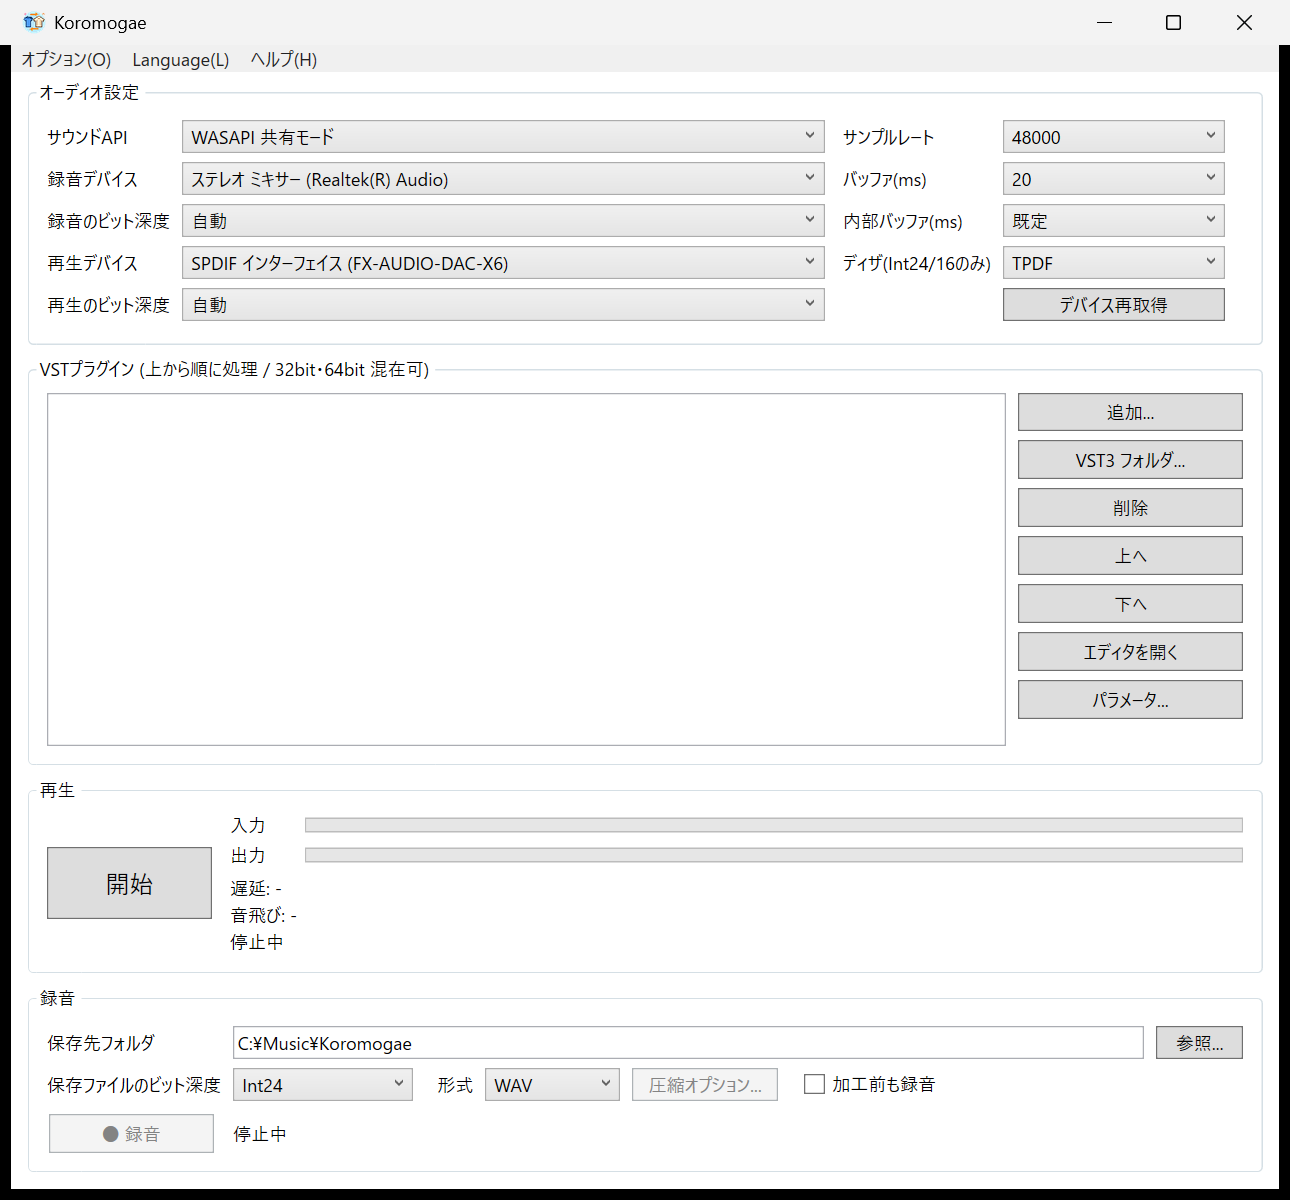 Koromogae
オプション(O) Language(L) ヘルプ(H)
オーディオ設定
サウンドAPI WASAPI 共有モード サンプルレート 48000
録音デバイス ステレオ ミキサー (Realtek(R) Audio) バッファ(ms) 20
録音のビット深度 自動 内部バッファ(ms) 既定
再生デバイス SPDIF インターフェイス (FX-AUDIO-DAC-X6) ディザ(Int24/16のみ) TPDF
再生のビット深度 自動 デバイス再取得
VSTプラグイン (上から順に処理 / 32bit・64bit 混在可)
追加...
VST3 フォルダ...
削除
上へ
下へ
エディタを開く
パラメータ...
再生
入力
出力
開始
遅延: -
音飛び: -
停止中
録音
保存先フォルダ C:¥Music¥Koromogae 参照...
保存ファイルのビット深度 Int24 形式 WAV 圧縮オプション... 加工前も録音
● 録音 停止中